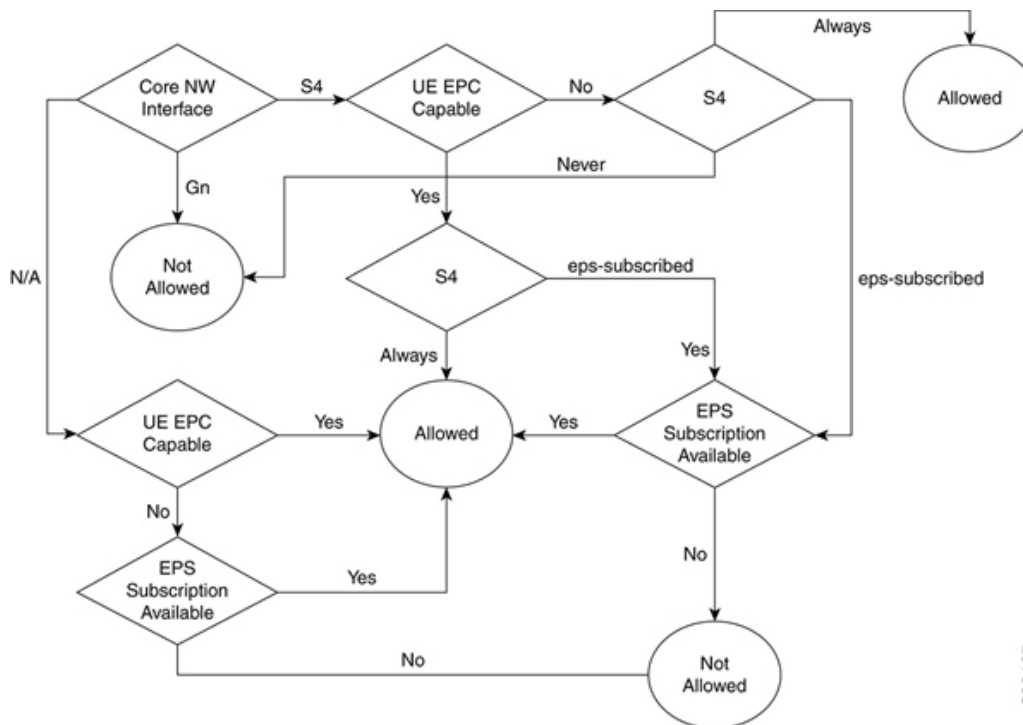 Always
Core NW
Interface
S4
UE EPC
Capable
No
S4
Allowed
Never
Gn
Yes
Not
Allowed
N/A
S4
eps-subscribed
eps-subscribed
Always
Yes
UE EPC
Capable
Yes
Allowed
Yes
EPS
Subscription
Available
No
EPS
Subscription
Available
Yes
No
No
Not
Allowed